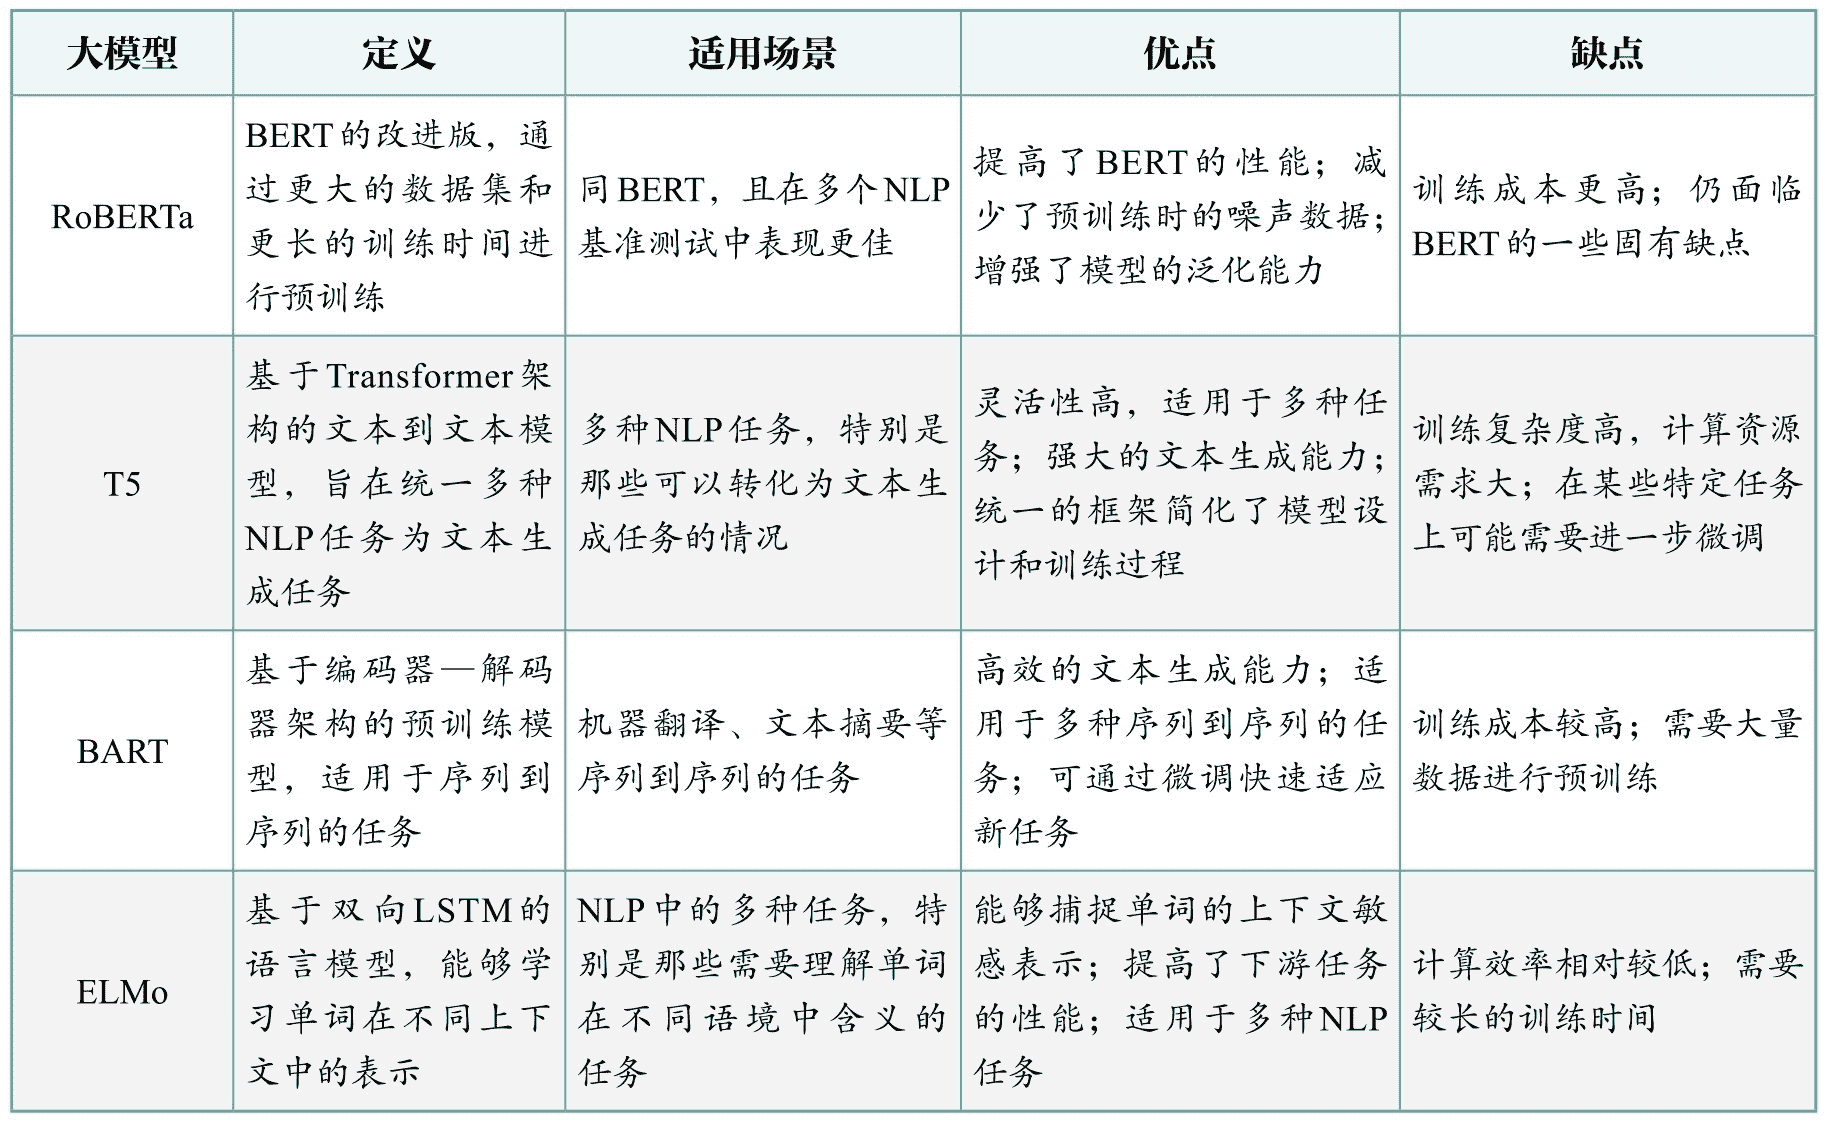 大模型
定义
适用场景
优点
缺点
RoBERTa
BERT的改进版，通
过更大的数据集和
更长的训练时间进
行预训练
同BERT，且在多个NLP
基准测试中表现更佳
提高了BERT的性能；减
少了预训练时的噪声数据；
增强了模型的泛化能力
训练成本更高；仍面临
BERT的一些固有缺点
T5
基于Transformer架
构的文本到文本模
型，旨在统一多种
NLP任务为文本生
成任务
多种NLP任务，特别是
那些可以转化为文本生
成任务的情况
灵活性高，适用于多种任
务；强大的文本生成能力；
统一的框架简化了模型设
计和训练过程
训练复杂度高，计算资源
需求大；在某些特定任务
上可能需要进一步微调
BART
基于编码器—解码
器架构的预训练模
型，适用于序列到
序列的任务
机器翻译、文本摘要等
序列到序列的任务
高效的文本生成能力；适
用于多种序列到序列的任
务；可通过微调快速适应
新任务
训练成本较高；需要大量
数据进行预训练
ELMo
基于双向LSTM的
语言模型，能够学
习单词在不同上下
文中的表示
NLP中的多种任务，特
别是那些需要理解单词
在不同语境中含义的
任务
能够捕捉单词的上下文敏
感表示；提高了下游任务
的性能；适用于多种NLP
任务
计算效率相对较低；需要
较长的训练时间